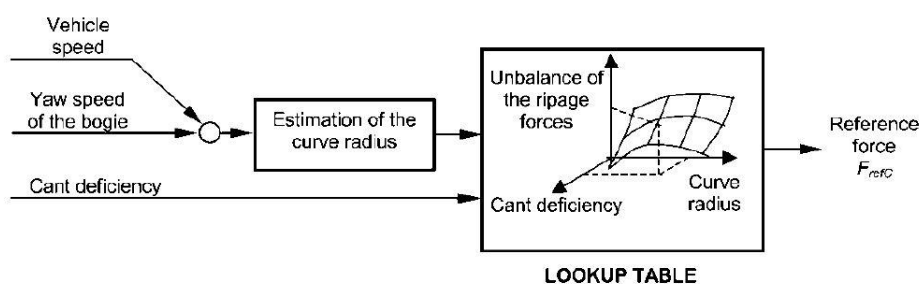 Vehicle
speed
Yaw speed
of the bogie
Estimation of the
curve radius
Cant deficiency
Unbalance of
the ripage
forces
Curve
radius
Cant deficiency
LOOKUP TABLE
Reference
force
FrefC